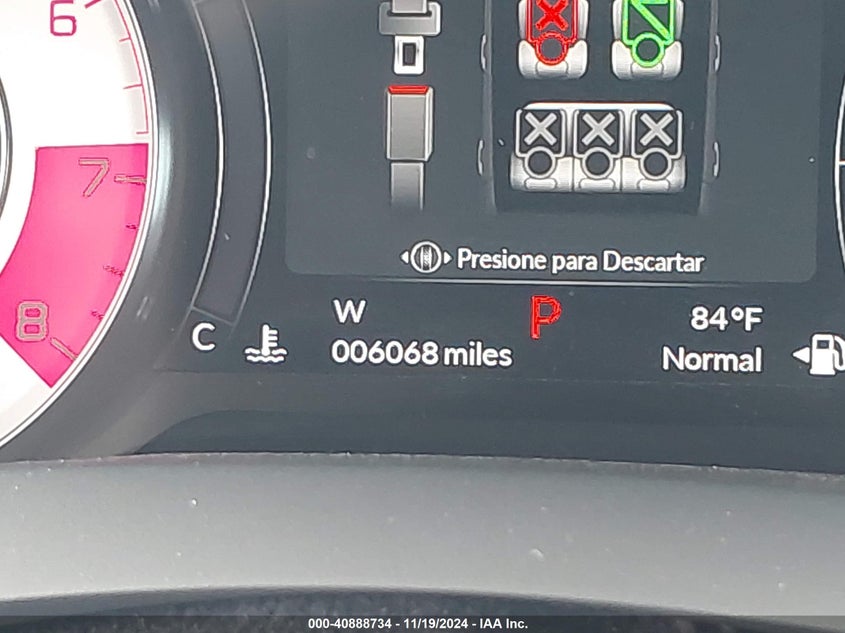 6
7
8
Presione para Descartar
W
P
84°F
C
006068 miles
Normal
000-40888734 - 11/19/2024 - IAA Inc.